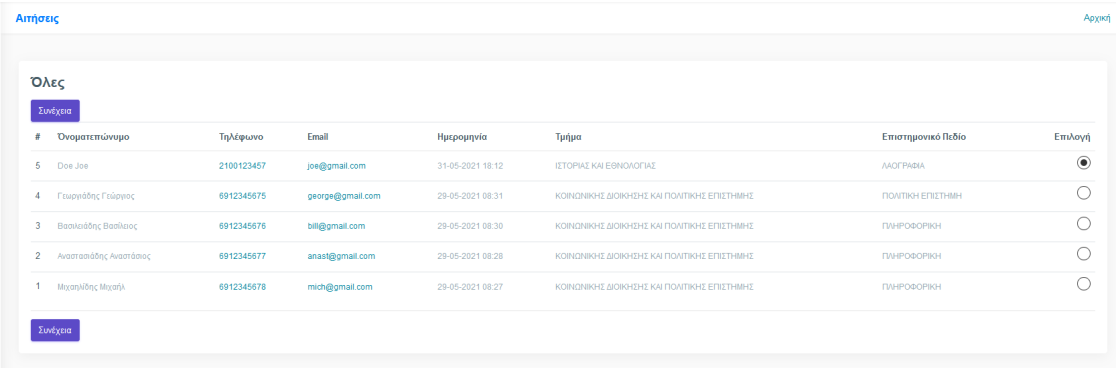 Αιτήσεις Αρχική
Όλες
Συνέχεια
# Όνοματεπώνυμο Τηλέφωνο Email Ημερομηνία Τμήμα Επιστημονικό Πεδίο Επιλογή
5 Doe Joe 2100123457 joe@gmail.com 31-05-2021 18:12 ΙΣΤΟΡΙΑΣ ΚΑΙ ΕΘΝΟΛΟΓΙΑΣ ΛΑΟΓΡΑΦΙΑ
4 Γεωργιάδης Γεώργιος 6912345675 george@gmail.com 29-05-2021 08:31 ΚΟΙΝΩΝΙΚΗΣ ΔΙΟΙΚΗΣΗΣ ΚΑΙ ΠΟΛΙΤΙΚΗΣ ΕΠΙΣΤΗΜΗΣ ΠΟΛΙΤΙΚΗ ΕΠΙΣΤΗΜΗ
3 Βασιλειάδης Βασίλειος 6912345676 bill@gmail.com 29-05-2021 08:30 ΚΟΙΝΩΝΙΚΗΣ ΔΙΟΙΚΗΣΗΣ ΚΑΙ ΠΟΛΙΤΙΚΗΣ ΕΠΙΣΤΗΜΗΣ ΠΛΗΡΟΦΟΡΙΚΗ
2 Αναστασιάδης Αναστάσιος 6912345677 anast@gmail.com 29-05-2021 08:28 ΚΟΙΝΩΝΙΚΗΣ ΔΙΟΙΚΗΣΗΣ ΚΑΙ ΠΟΛΙΤΙΚΗΣ ΕΠΙΣΤΗΜΗΣ ΠΛΗΡΟΦΟΡΙΚΗ
1 Μιχαηλίδης Μιχαήλ 6912345678 mich@gmail.com 29-05-2021 08:27 ΚΟΙΝΩΝΙΚΗΣ ΔΙΟΙΚΗΣΗΣ ΚΑΙ ΠΟΛΙΤΙΚΗΣ ΕΠΙΣΤΗΜΗΣ ΠΛΗΡΟΦΟΡΙΚΗ
Συνέχεια